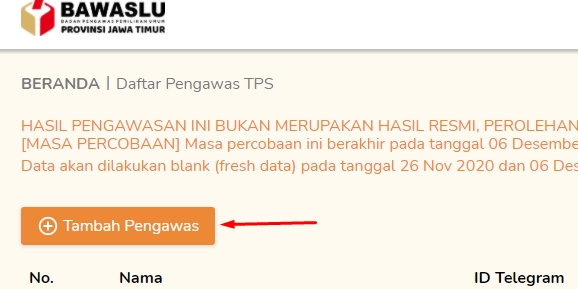 BAWASLU
BADAN PENGAWAS PEMILIHAN UMUM
PROVINSI JAWA TIMUR
BERANDA | Daftar Pengawas TPS
HASIL PENGAWASAN INI BUKAN MERUPAKAN HASIL RESMI, PEROLEHAN
[MASA PERCOBAAN] Masa percobaan ini berakhir pada tanggal 06 Desembe
Data akan dilakukan blank (fresh data) pada tanggal 26 Nov 2020 dan 06 Des
Tambah Pengawas
No. Nama ID Telegram